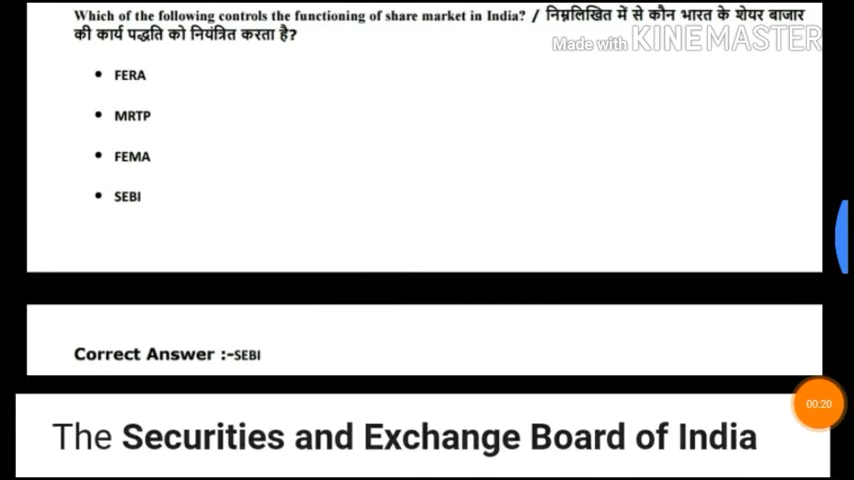 Which of the following controls the functioning of share market in India? / निम्नलिखित में से कौन भारत के शेयर बाजार
की कार्य पद्धति को नियंत्रित करता है?
Made with KINEMASTER
• FERA
• MRTP
• FEMA
• SEBI
Correct Answer :-SEBI
00:20
The Securities and Exchange Board of India